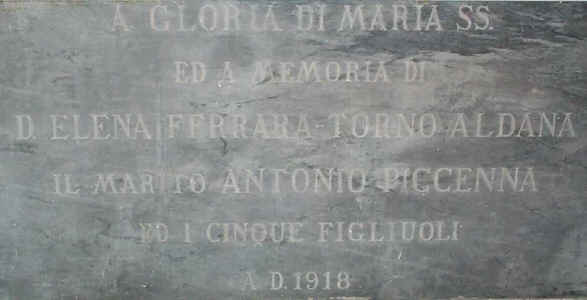 A GLORIA DI MARIA SS.
ED A MEMORIA DI
D. ELENA FERRARA-TORNO ALDANA
IL MARITO ANTONIO PICCENNA
ED I CINQUE FIGLIUOLI
A D. 1918